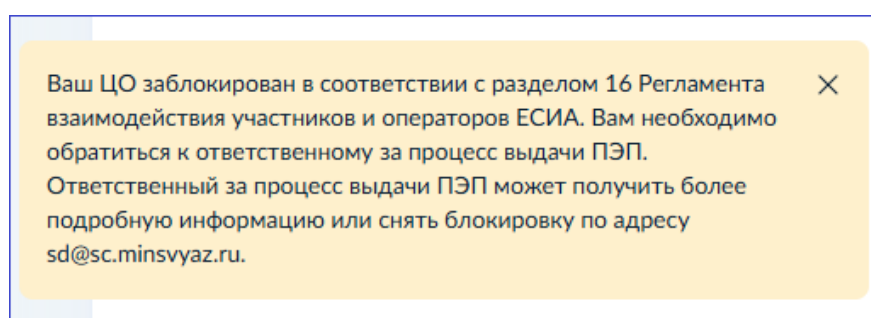 Ваш ЦО заблокирован в соответствии с разделом 16 Регламента
взаимодействия участников и операторов ЕСИА. Вам необходимо
обратиться к ответственному за процесс выдачи ПЭП.
Ответственный за процесс выдачи ПЭП может получить более
подробную информацию или снять блокировку по адресу
sd@sc.minsvyaz.ru.